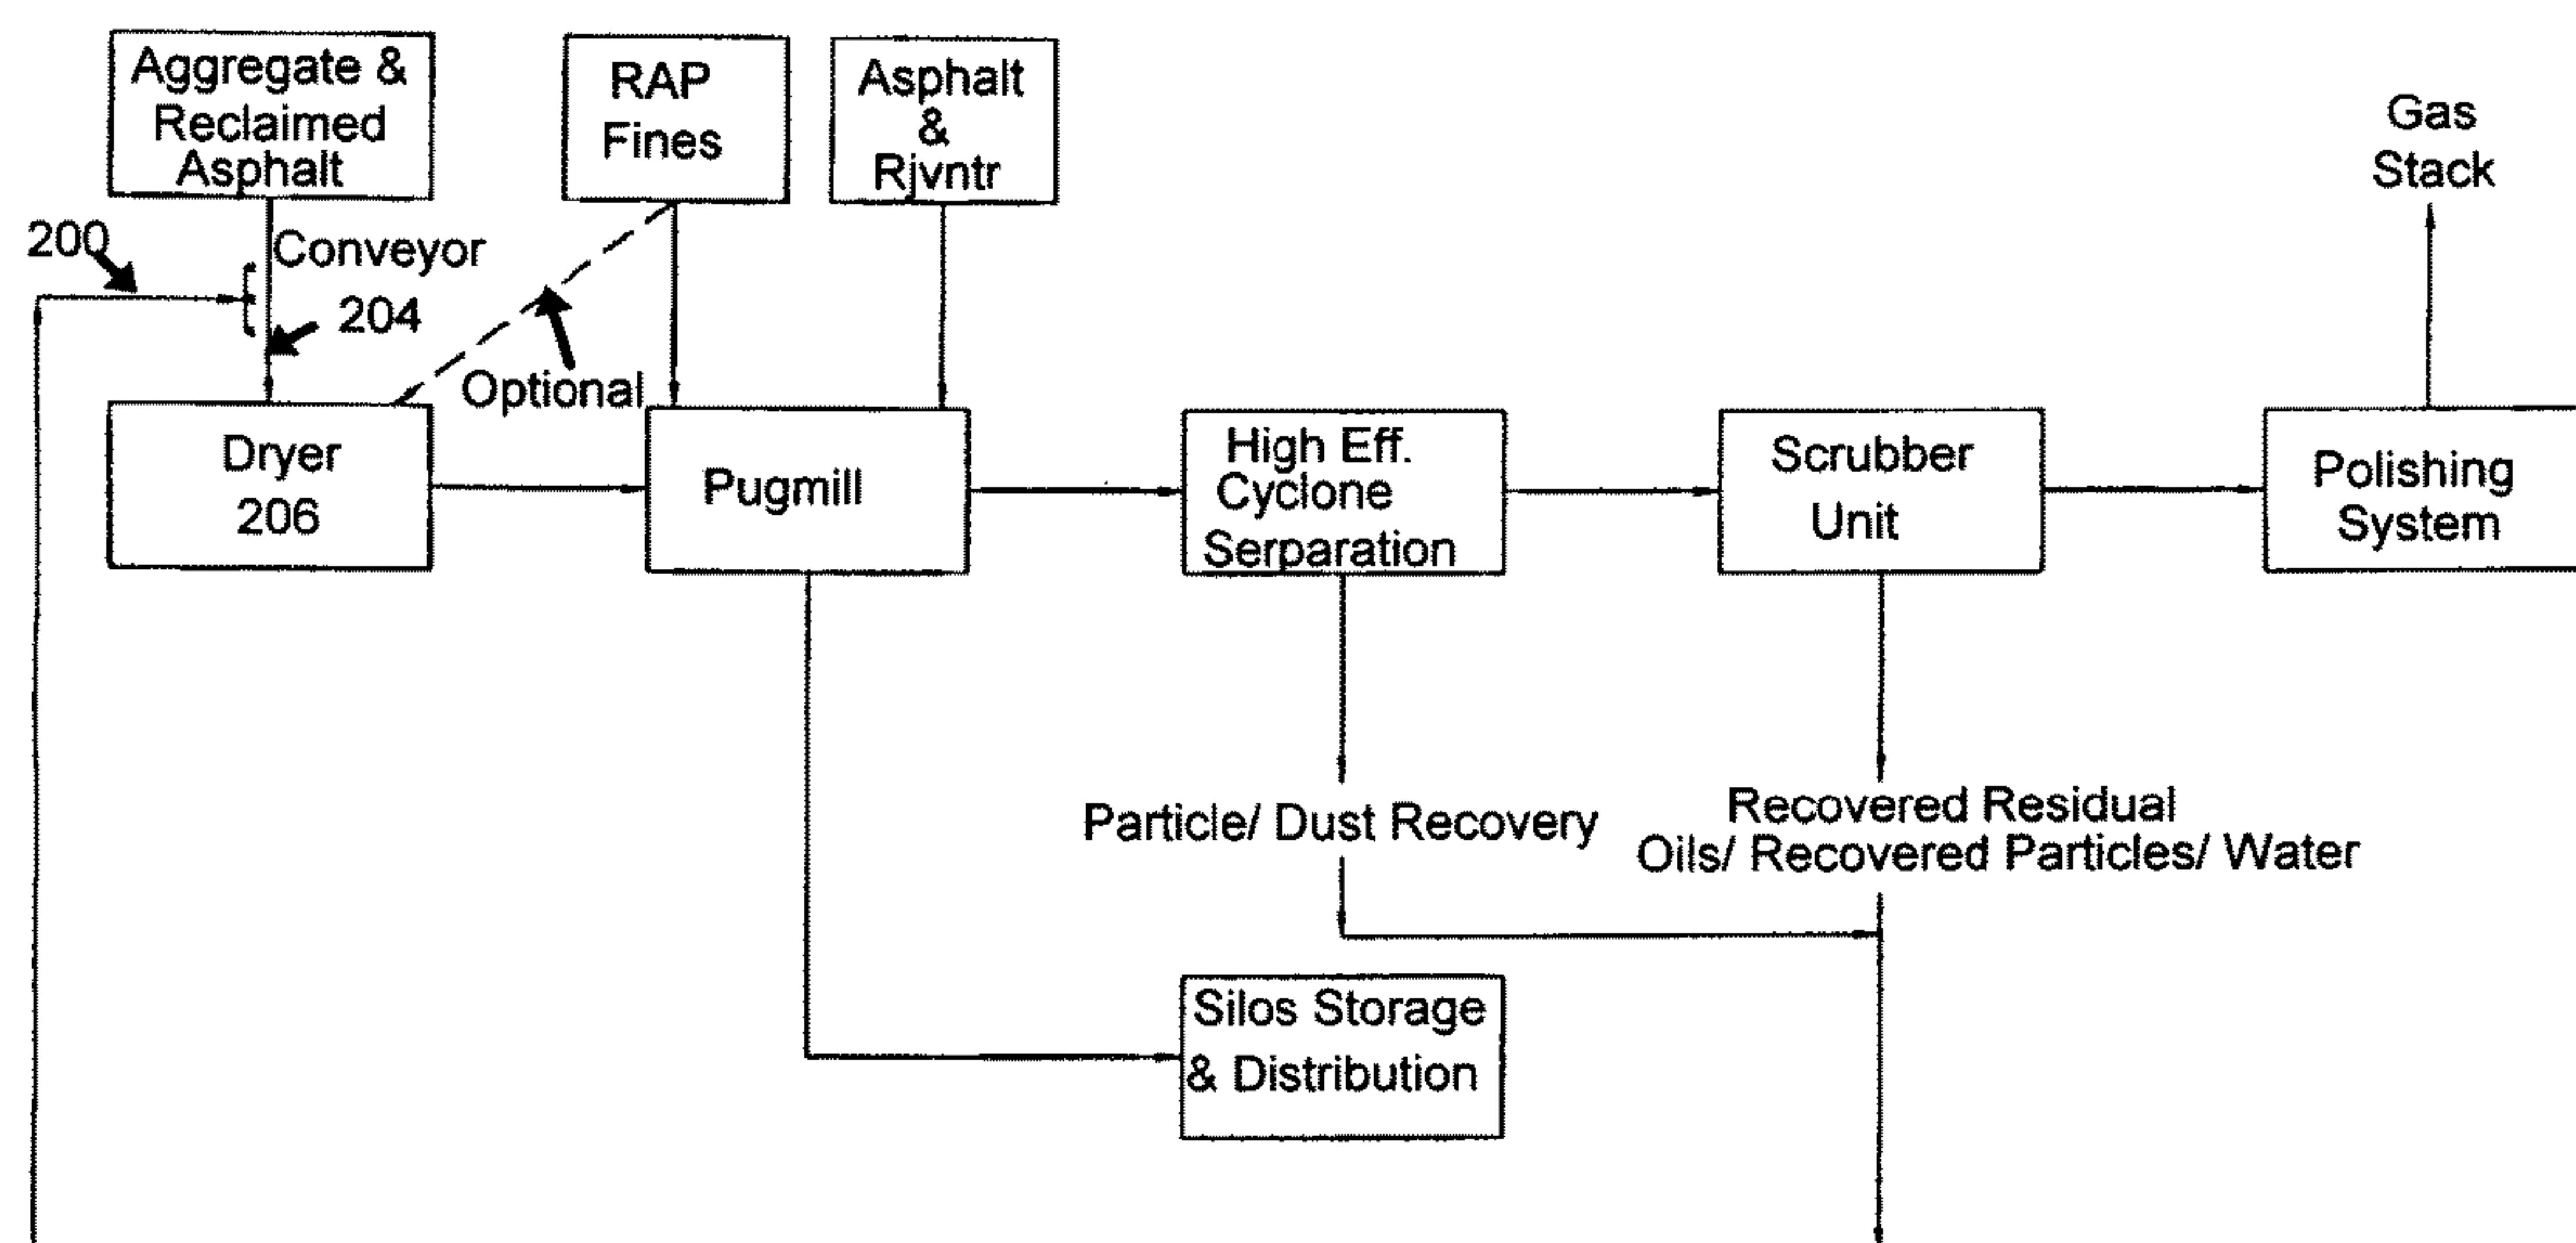 Aggregate &
Reclaimed
Asphalt
RAP
Fines
Asphalt
&
Rjvntr
Gas
Stack
200
Conveyor
204
Optional
Dryer
206
Pugmill
High Eff.
Cyclone
Serparation
Scrubber
Unit
Polishing
System
Particle/ Dust Recovery
Recovered Residual
Oils/ Recovered Particles/ Water
Silos Storage
& Distribution